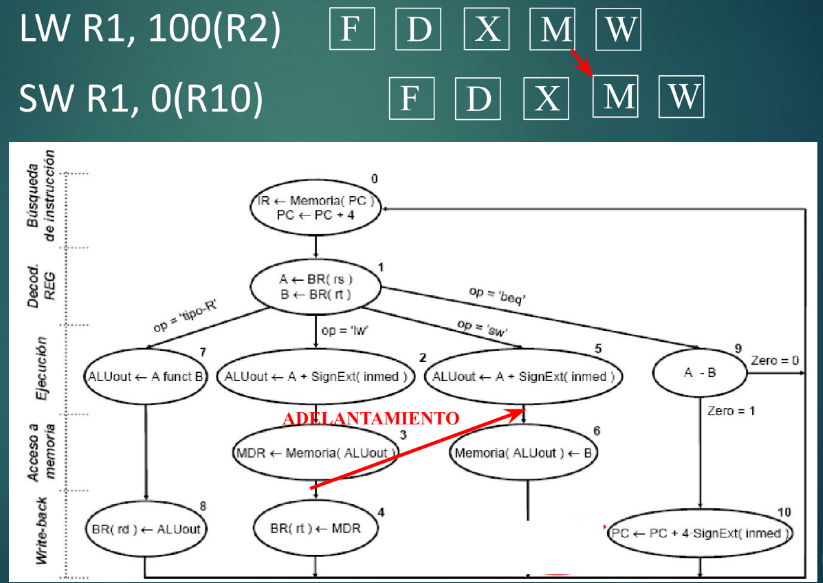 LW R1, 100(R2) F D X M W
SW R1, 0(R10) F D X M W
Búsqueda de instrucción
0
IR ← Memoria( PC )
PC ← PC + 4
Decod. REG
1
A ← BR( rs )
B ← BR( rt )
op = 'tipo-R'
op = 'lw'
op = 'sw'
op = 'beq'
Ejecución
7
ALUout ← A funct B
2
ALUout ← A + SignExt( inmed )
5
ALUout ← A + SignExt( inmed )
9
A - B
Zero = 0
Zero = 1
ADELANTAMIENTO
Acceso a memoria
3
MDR ← Memoria( ALUout )
6
Memoria( ALUout ) ← B
Write-back
8
BR( rd ) ← ALUout
4
BR( rt ) ← MDR
10
PC ← PC + 4·SignExt( inmed )